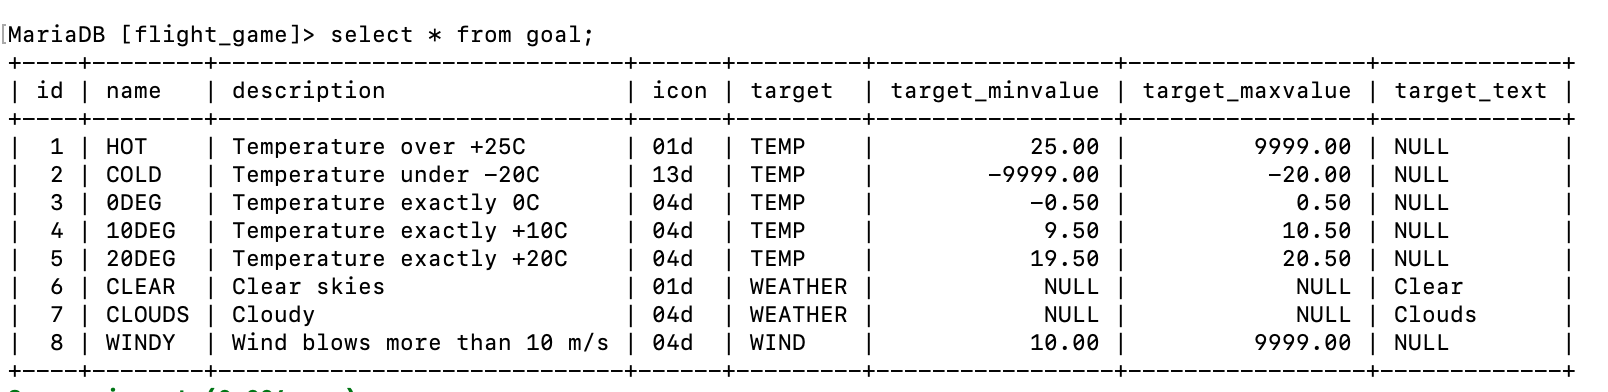 MariaDB [flight_game]> select * from goal;
+----+--------+-----------------------------+------+---------+-----------------+-----------------+-------------+
| id | name   | description                 | icon | target  | target_minvalue | target_maxvalue | target_text |
+----+--------+-----------------------------+------+---------+-----------------+-----------------+-------------+
|  1 | HOT    | Temperature over +25C       | 01d  | TEMP    |           25.00 |         9999.00 | NULL        |
|  2 | COLD   | Temperature under -20C      | 13d  | TEMP    |        -9999.00 |          -20.00 | NULL        |
|  3 | 0DEG   | Temperature exactly 0C      | 04d  | TEMP    |           -0.50 |            0.50 | NULL        |
|  4 | 10DEG  | Temperature exactly +10C    | 04d  | TEMP    |            9.50 |           10.50 | NULL        |
|  5 | 20DEG  | Temperature exactly +20C    | 04d  | TEMP    |           19.50 |           20.50 | NULL        |
|  6 | CLEAR  | Clear skies                 | 01d  | WEATHER |            NULL |            NULL | Clear       |
|  7 | CLOUDS | Cloudy                      | 04d  | WEATHER |            NULL |            NULL | Clouds      |
|  8 | WINDY  | Wind blows more than 10 m/s | 04d  | WIND    |           10.00 |         9999.00 | NULL        |
+----+--------+-----------------------------+------+---------+-----------------+-----------------+-------------+